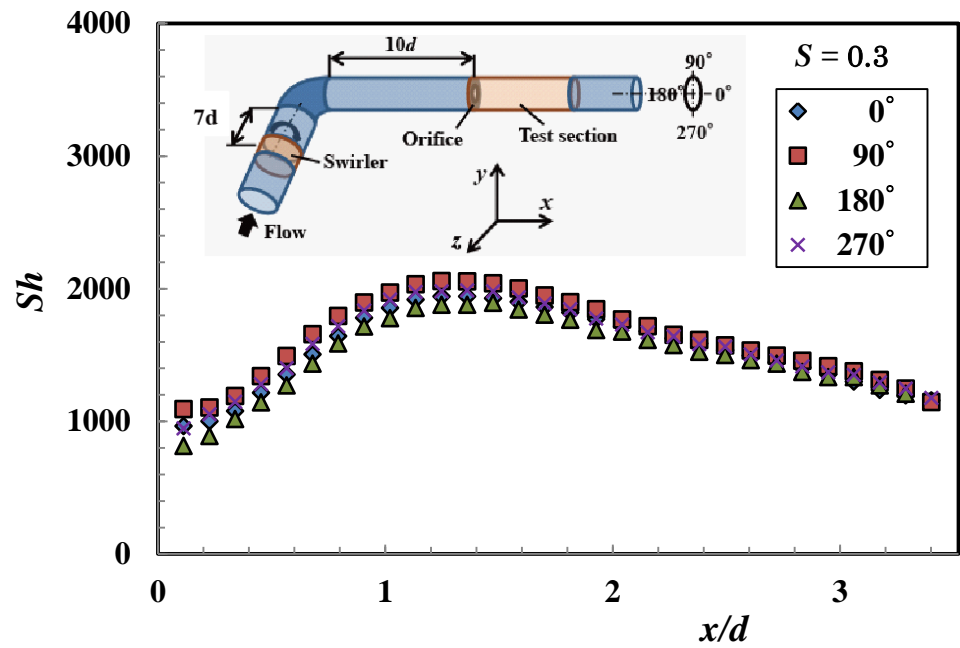 4000
3000
2000
1000
0
Sh
0
1
2
3
x/d
10d
7d
Orifice
Test section
Swirler
Flow
y
x
z
90°
180°
0°
270°
S = 0.3
0°
90°
180°
270°